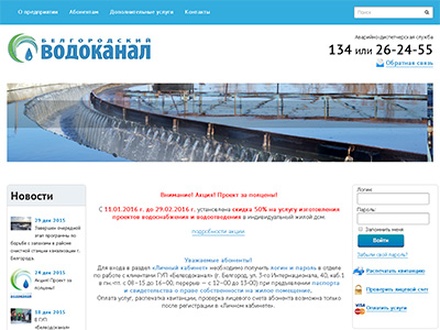 О предприятии Абонентам Дополнительные услуги Контакты
Поиск
БЕЛГОРОДСКИЙ
ВОДОКАНАЛ
Аварийно-диспетчерская служба
134 или 26-24-55
Обратная связь
Новости
29 дек 2015
Завершен очередной этап программы по борьбе с запахами в районе очистной станции канализации г. Белгорода.
24 дек 2015
Акция! Проект за полцены!
18 дек 2015
В ГУП «Белводоканал»
Внимание! Акция! Проект за полцены!
С 11.01.2016 г. до 29.02.2016 г. установлена скидка 50% на услугу изготовления
проектов водоснабжения и водоотведения в индивидуальный жилой дом.
подробности акции
Уважаемые абоненты!
Для входа в раздел «Личный кабинет» необходимо получить логин и пароль в отделе
по работе с клиентами ГУП «Белводоканал» (г. Белгород, ул. 3-го Интернационала, 40, каб.1
в пн.-пт. с 08-15 до 16-00, перерыв — с 12-00 до 13-00) при предъявлении паспорта
и свидетельства о праве собственности на жилое помещение.
Оплата услуг, распечатка квитанции, проверка лицевого счёта абонента возможна только
после регистрации в «Личном кабинете».
Логин:
Пароль:
Запомнить меня
Войти
Забыли свой пароль?
Распечатать квитанцию
Проверить лицевой счёт
Оплатить услуги